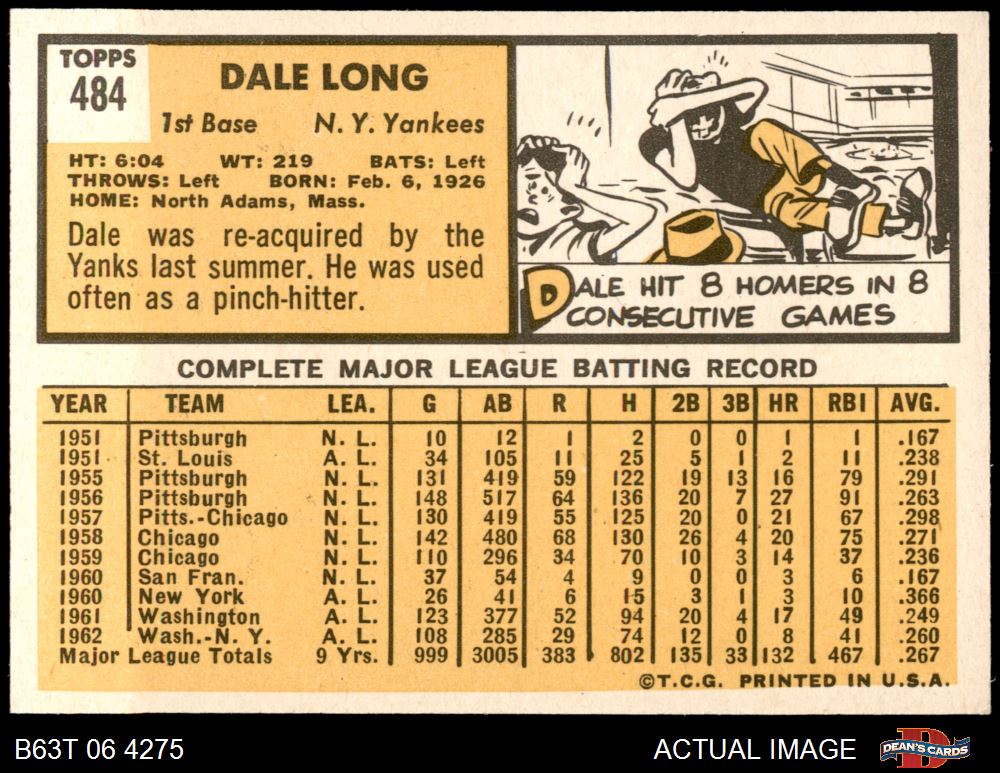 TOPPS
484
DALE LONG
1st Base N. Y. Yankees
HT: 6:04 WT: 219 BATS: Left
THROWS: Left BORN: Feb. 6, 1926
HOME: North Adams, Mass.
Dale was re-acquired by the
Yanks last summer. He was used
often as a pinch-hitter.
DALE HIT 8 HOMERS IN 8
CONSECUTIVE GAMES
COMPLETE MAJOR LEAGUE BATTING RECORD
YEAR TEAM LEA. G AB R H 2B 3B HR RBI AVG.
1951 Pittsburgh N. L. 10 12 1 2 0 0 1 1 .167
1951 St. Louis A. L. 34 105 11 25 5 1 2 11 .238
1955 Pittsburgh N. L. 131 419 59 122 19 13 16 79 .291
1956 Pittsburgh N. L. 148 517 64 136 20 7 27 91 .263
1957 Pitts.-Chicago N. L. 130 419 55 125 20 0 21 67 .298
1958 Chicago N. L. 142 480 68 130 26 4 20 75 .271
1959 Chicago N. L. 110 296 34 70 10 3 14 37 .236
1960 San Fran. N. L. 37 54 4 9 0 0 3 6 .167
1960 New York A. L. 26 41 6 15 3 1 3 10 .366
1961 Washington A. L. 123 377 52 94 20 4 17 49 .249
1962 Wash.-N. Y. A. L. 108 285 29 74 12 0 8 41 .260
Major League Totals 9 Yrs. 999 3005 383 802 135 33 132 467 .267
©T.C.G. PRINTED IN U.S.A.
B63T 06 4275
ACTUAL IMAGE
DEAN'S CARDS